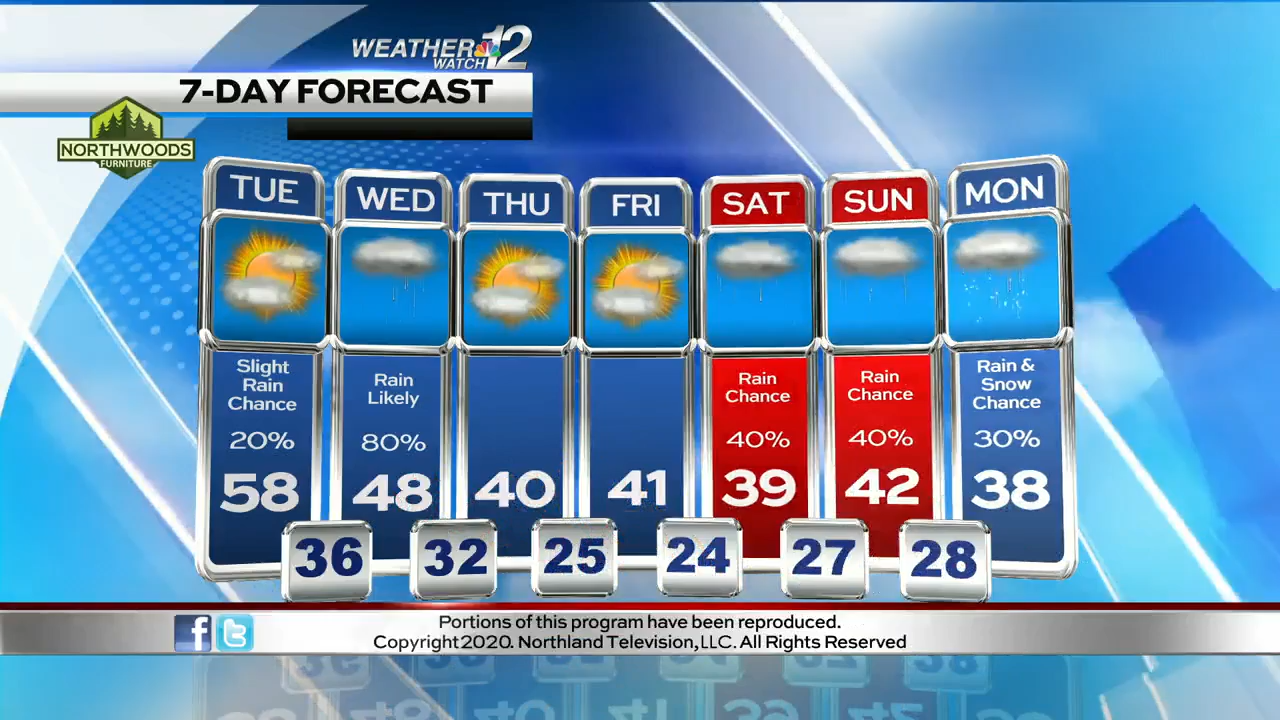 WEATHER 12
WATCH
7-DAY FORECAST
NORTHWOODS
FURNITURE
TUE
WED
THU
FRI
SAT
SUN
MON
Slight
Rain
Chance
20%
58
Rain
Likely
80%
48
40
41
Rain
Chance
40%
39
Rain
Chance
40%
42
Rain &
Snow
Chance
30%
38
36
32
25
24
27
28
Portions of this program have been reproduced.
Copyright 2020. Northland Television, LLC. All Rights Reserved